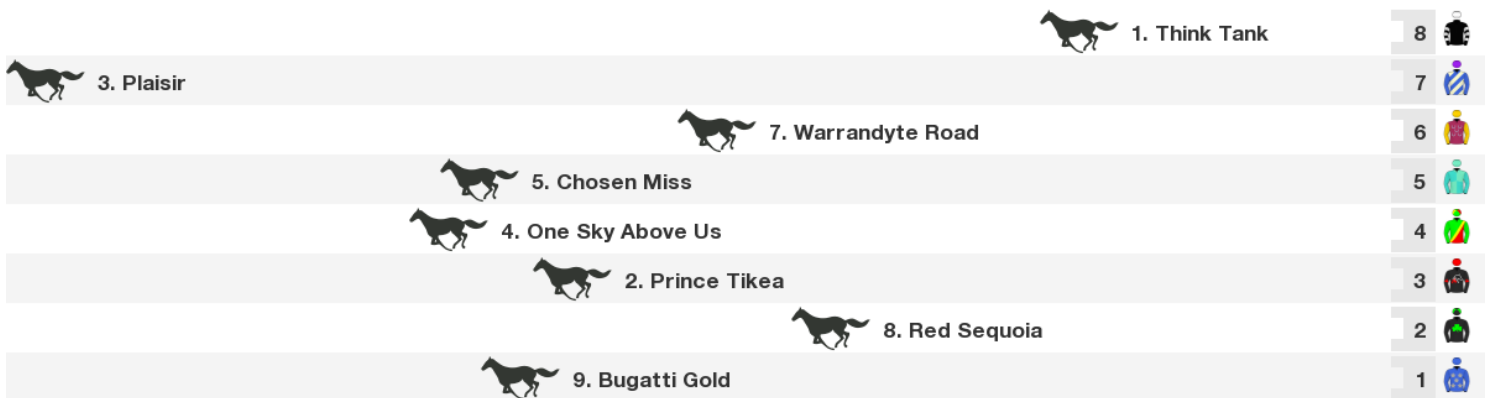 1. Think Tank 8
3. Plaisir 7
7. Warrandyte Road 6
5. Chosen Miss 5
4. One Sky Above Us 4
2. Prince Tikea 3
8. Red Sequoia 2
9. Bugatti Gold 1